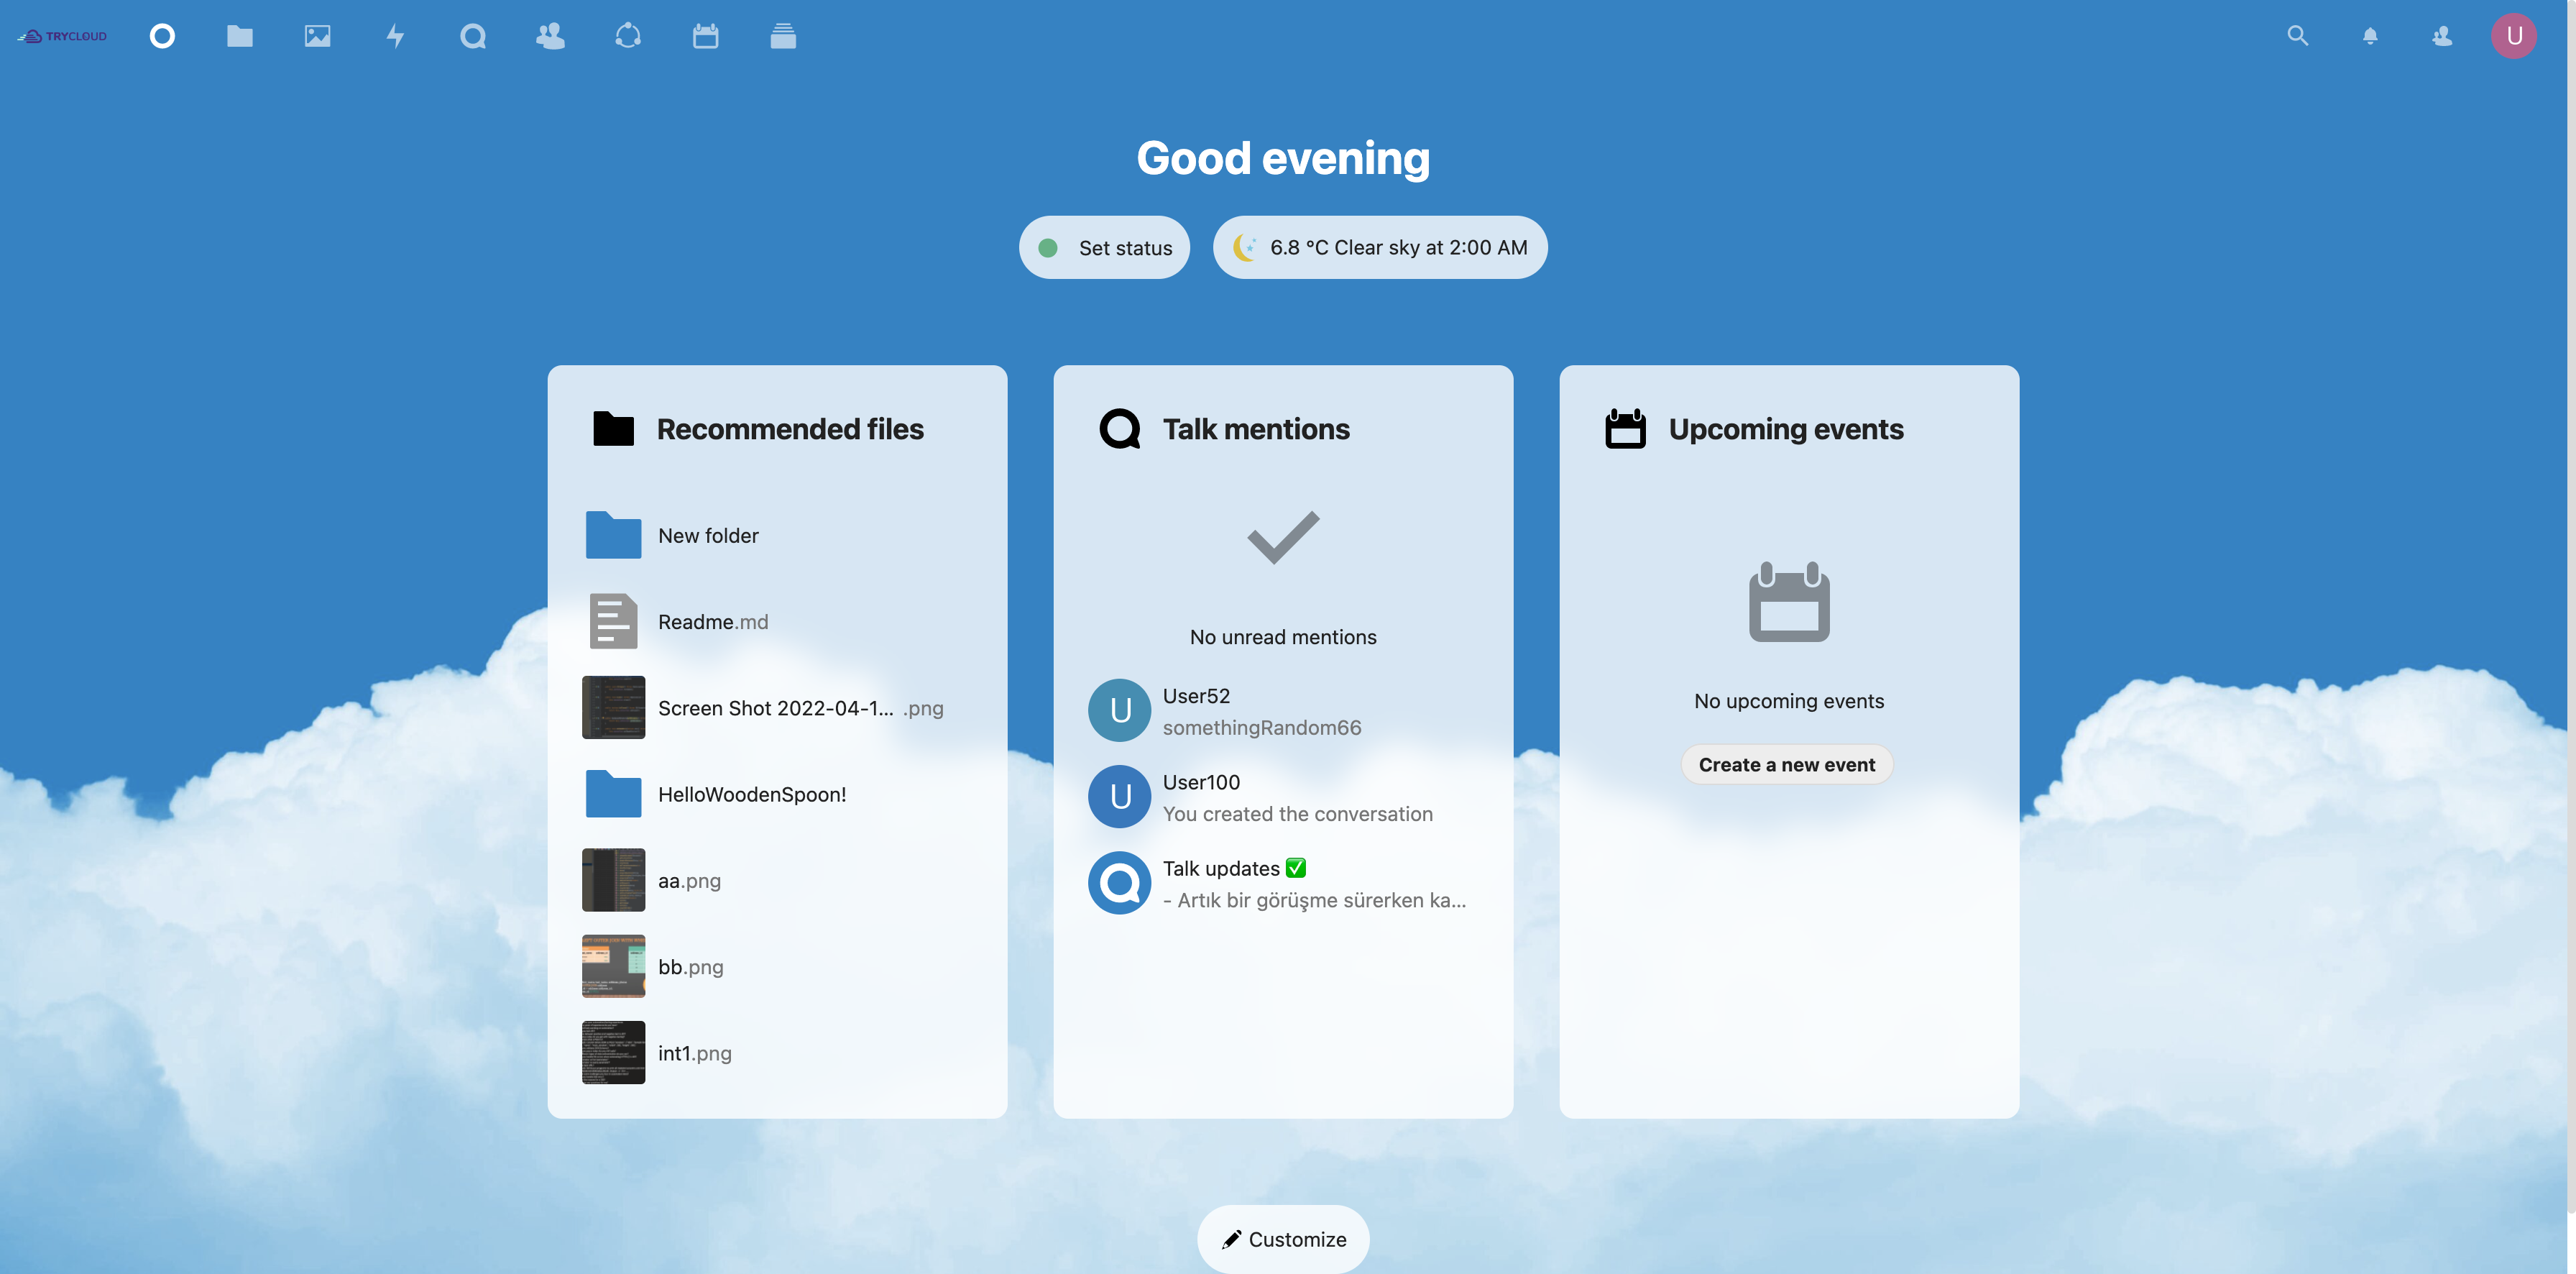 TRYCLOUD
U
Good evening
Set status
6.8 °C Clear sky at 2:00 AM
Recommended files
New folder
Readme.md
Screen Shot 2022-04-1... .png
HelloWoodenSpoon!
aa.png
bb.png
int1.png
Talk mentions
No unread mentions
U
User52
somethingRandom66
U
User100
You created the conversation
Talk updates ✅
- Artık bir görüşme sürerken ka...
Upcoming events
No upcoming events
Create a new event
Customize